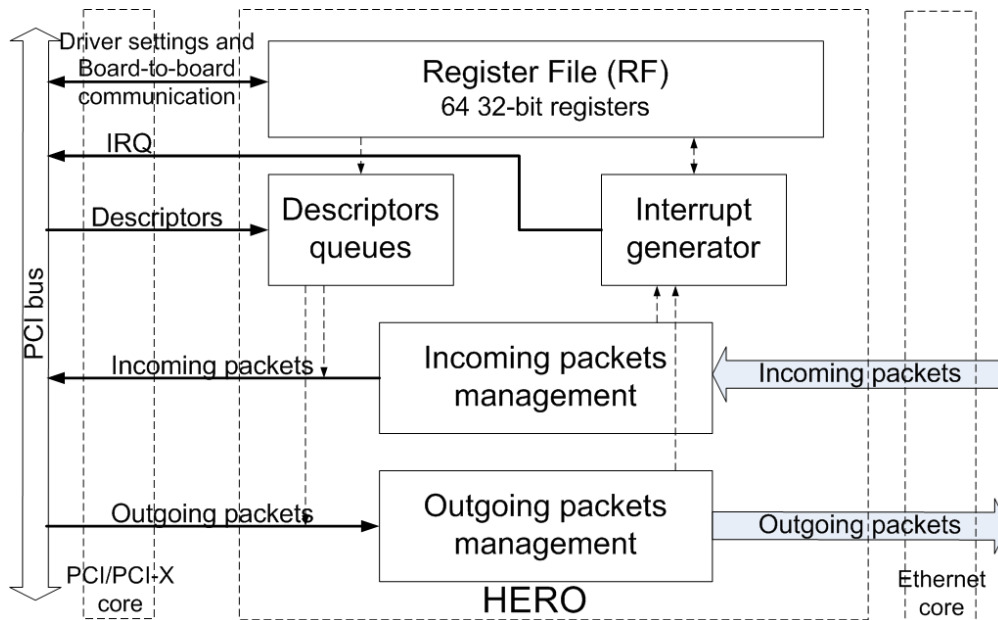 Driver settings and
Board-to-board
communication
Register File (RF)
64 32-bit registers
IRQ
Descriptors
Descriptors
queues
Interrupt
generator
PCI bus
Incoming packets
Incoming packets
management
Incoming packets
Outgoing packets
Outgoing packets
management
Outgoing packets
PCI/PCI-X
core
HERO
Ethernet
core